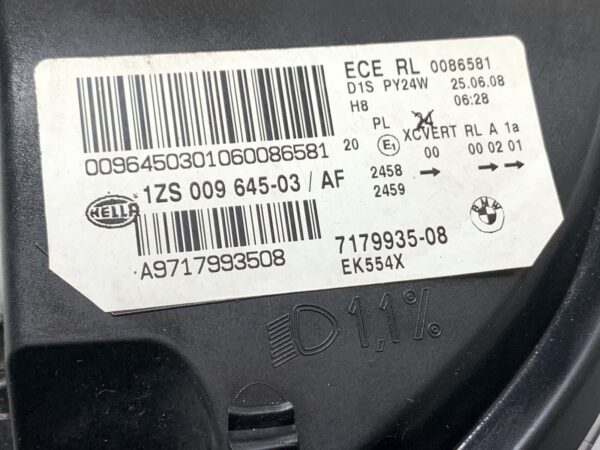 ECE RL 0086581
D1S PY24W 25.06.08
H8 06:28
PL 24
20 E1 XCVERT RL A 1a
00 00 02 01
2458
2459
0096450301060086581
HELLA 1ZS 009 645-03 / AF
BMW
7179935-08
A9717993508
EK554X
1,1%